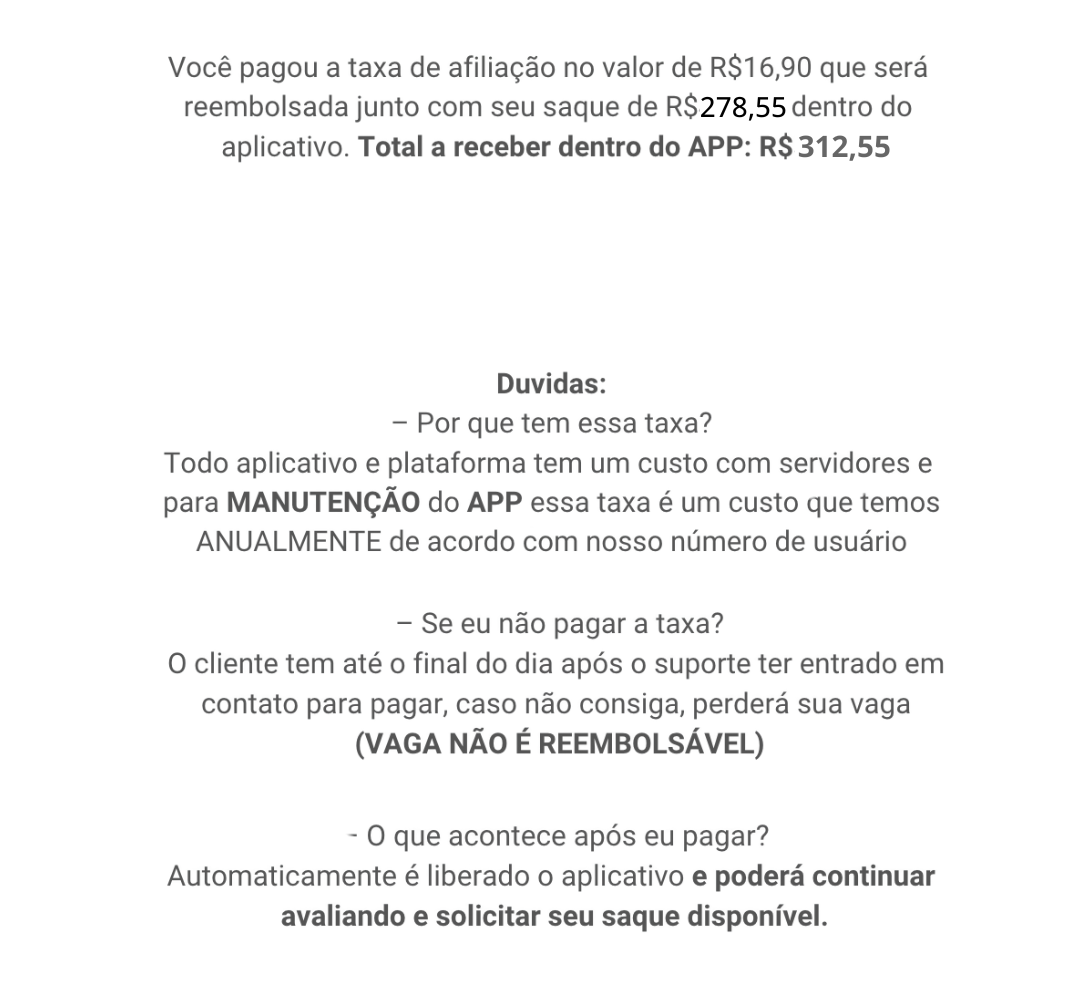 Você pagou a taxa de afiliação no valor de R$16,90 que será
reembolsada junto com seu saque de R$278,55 dentro do
aplicativo. Total a receber dentro do APP: R$ 312,55
Duvidas:
– Por que tem essa taxa?
Todo aplicativo e plataforma tem um custo com servidores e
para MANUTENÇÃO do APP essa taxa é um custo que temos
ANUALMENTE de acordo com nosso número de usuário
– Se eu não pagar a taxa?
O cliente tem até o final do dia após o suporte ter entrado em
contato para pagar, caso não consiga, perderá sua vaga
(VAGA NÃO É REEMBOLSÁVEL)
- O que acontece após eu pagar?
Automaticamente é liberado o aplicativo e poderá continuar
avaliando e solicitar seu saque disponível.